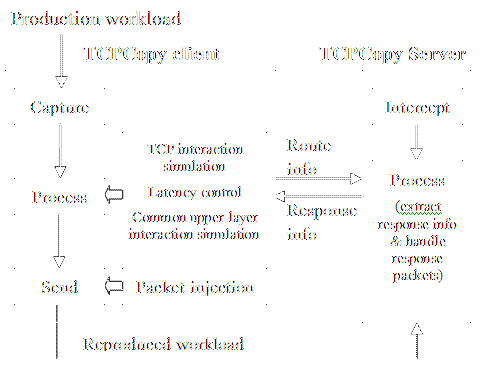 Production workload
TCPCopy client
TCPCopy Server
Capture
Intercept
TCP interaction
simulation
Route
info
Process
Latency control
Process
Common upper layer
interaction simulation
Response
info
(extract
response info
& handle
response
packets)
Send
Packet injection
Reproduced workload